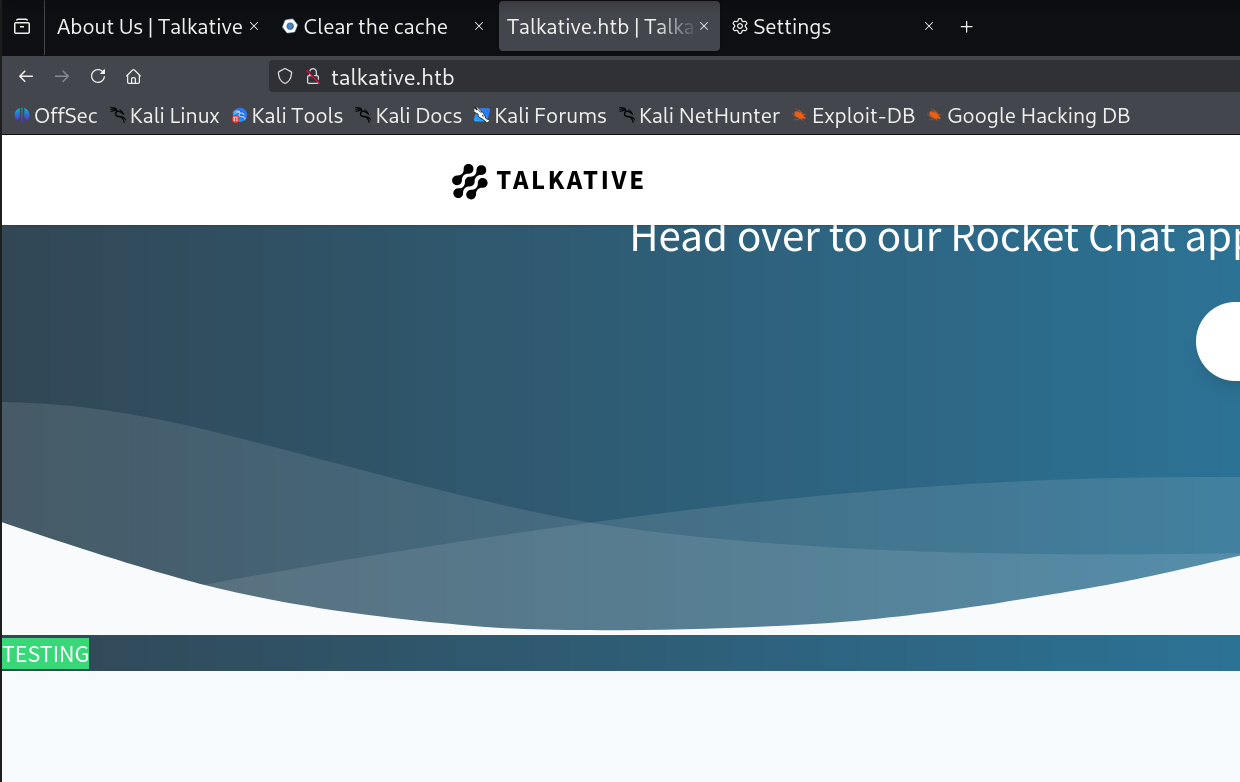 About Us | Talkative Clear the cache Talkative.htb | Talka Settings
talkative.htb
OffSec Kali Linux Kali Tools Kali Docs Kali Forums Kali NetHunter Exploit-DB Google Hacking DB
TALKATIVE
Head over to our Rocket Chat app
TESTING